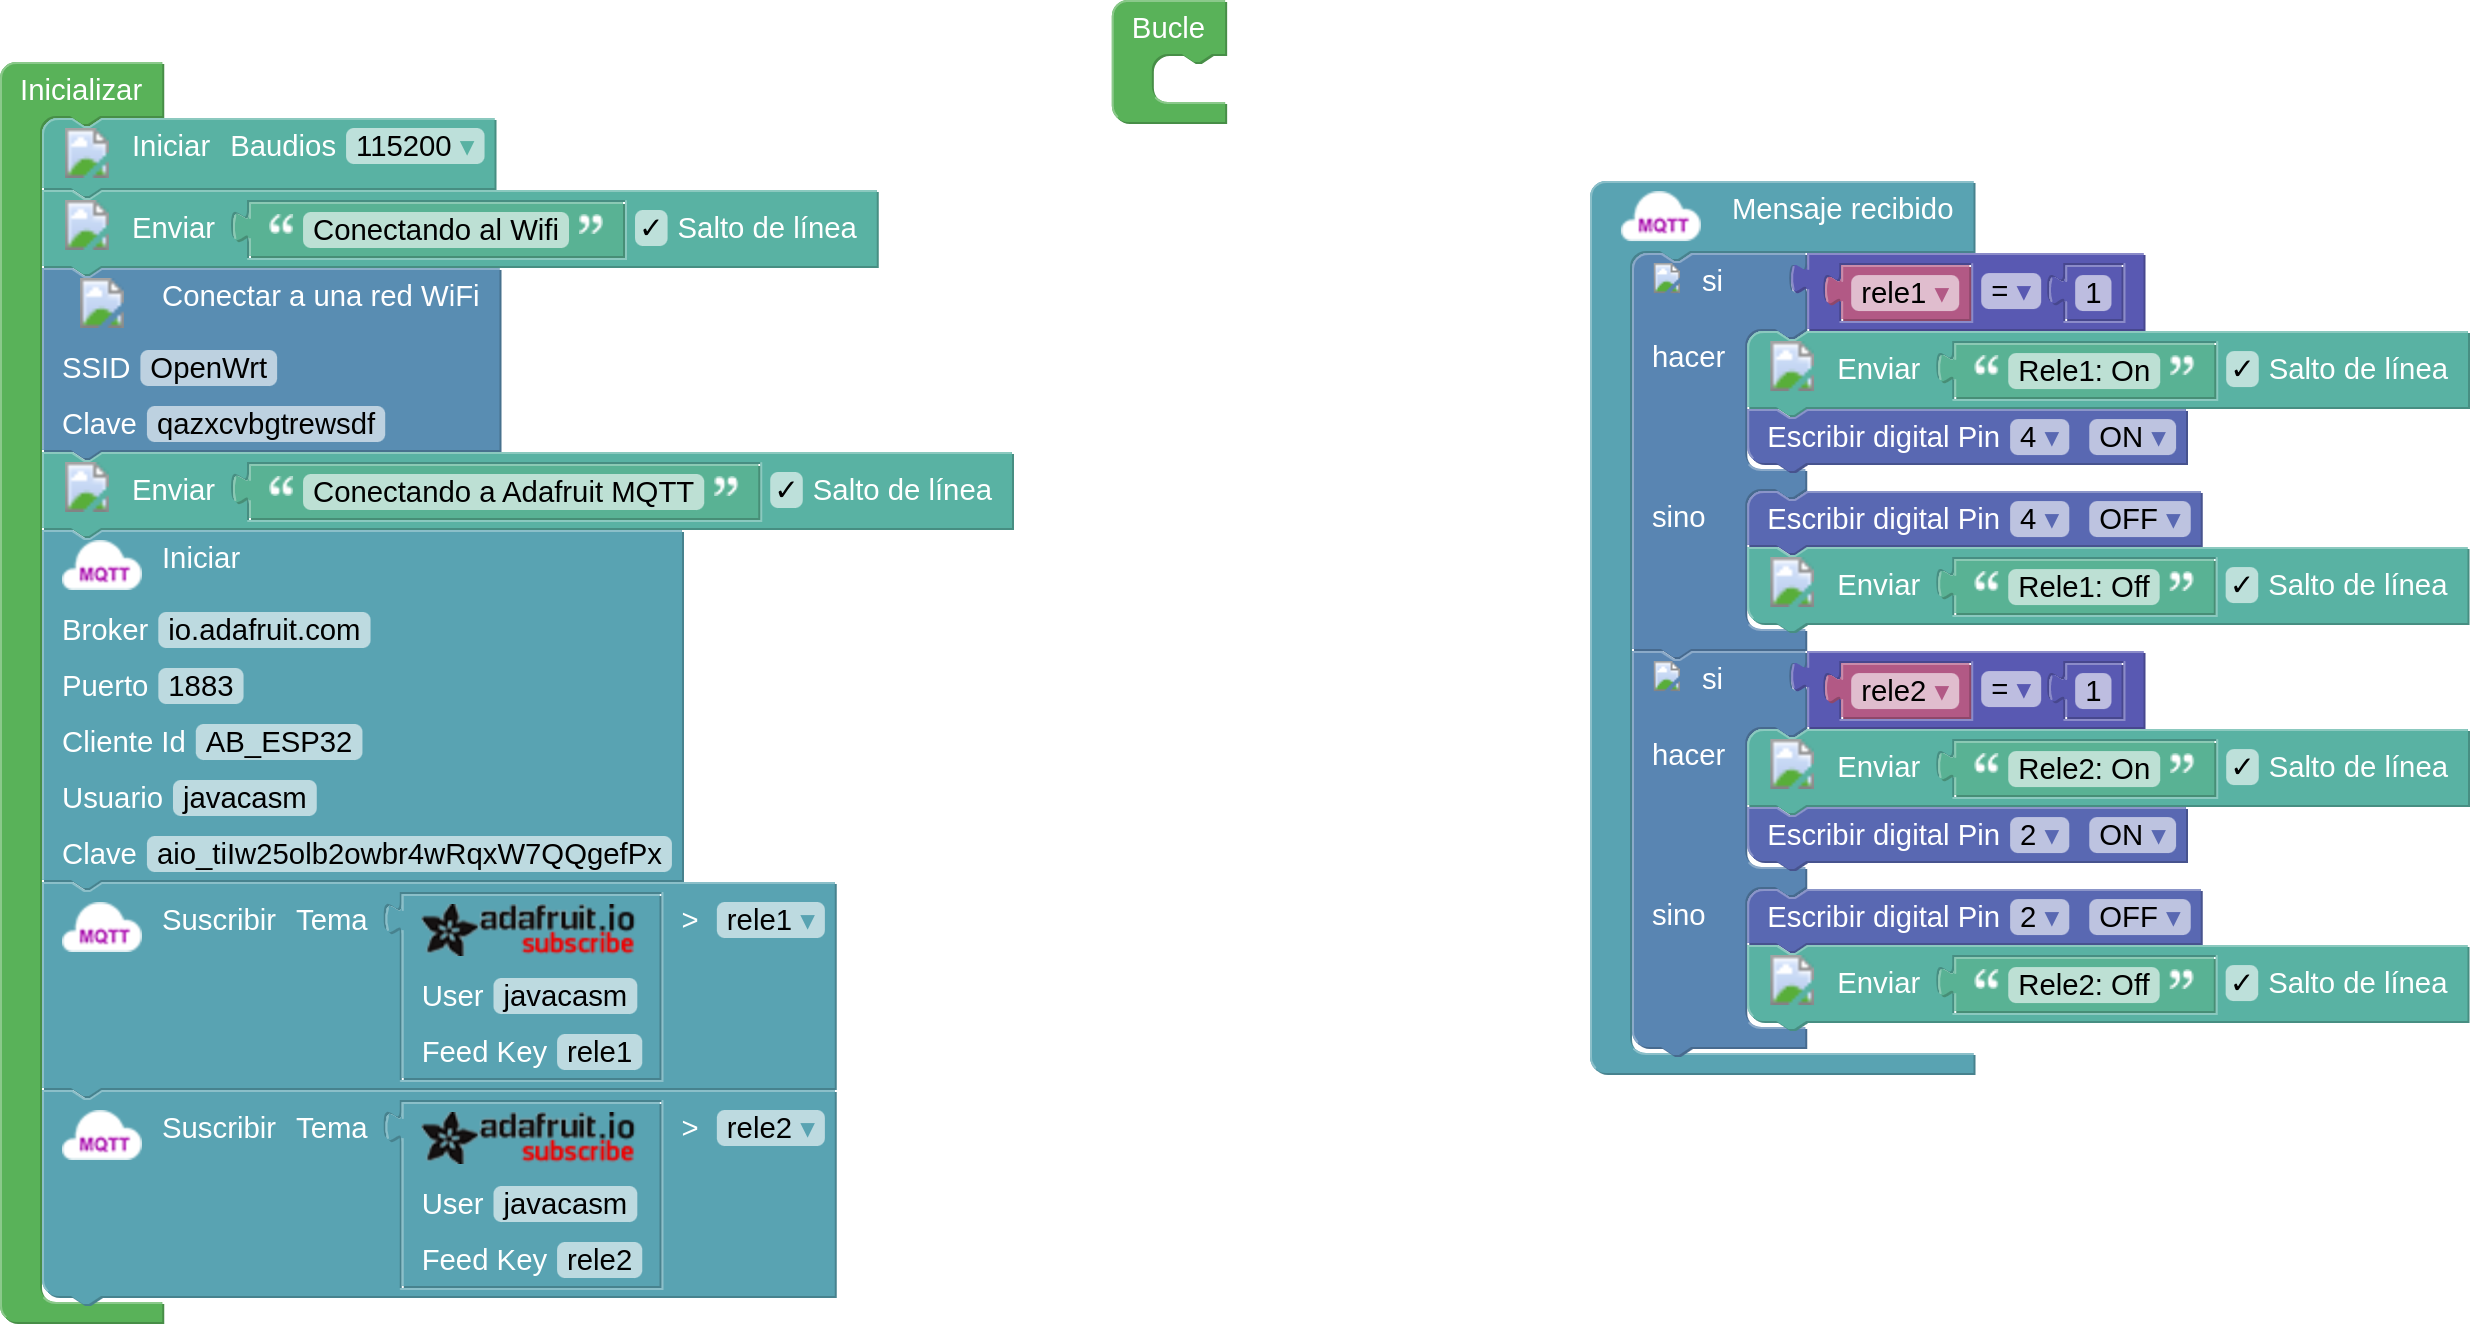 Inicializar
Iniciar Baudios 115200 ▾
Enviar “ Conectando al Wifi ” ✓ Salto de línea
Conectar a una red WiFi
SSID OpenWrt
Clave qazxcvbgtrewsdf
Enviar “ Conectando a Adafruit MQTT ” ✓ Salto de línea
MQTT Iniciar
Broker io.adafruit.com
Puerto 1883
Cliente Id AB_ESP32
Usuario javacasm
Clave aio_tiIw25olb2owbr4wRqxW7QQgefPx
MQTT Suscribir Tema adafruit.io > rele1 ▾
subscribe
User javacasm
Feed Key rele1
MQTT Suscribir Tema adafruit.io > rele2 ▾
subscribe
User javacasm
Feed Key rele2
Bucle
MQTT Mensaje recibido
si rele1 ▾ = ▾ 1
hacer Enviar “ Rele1: On ” ✓ Salto de línea
Escribir digital Pin 4 ▾ ON ▾
sino Escribir digital Pin 4 ▾ OFF ▾
Enviar “ Rele1: Off ” ✓ Salto de línea
si rele2 ▾ = ▾ 1
hacer Enviar “ Rele2: On ” ✓ Salto de línea
Escribir digital Pin 2 ▾ ON ▾
sino Escribir digital Pin 2 ▾ OFF ▾
Enviar “ Rele2: Off ” ✓ Salto de línea